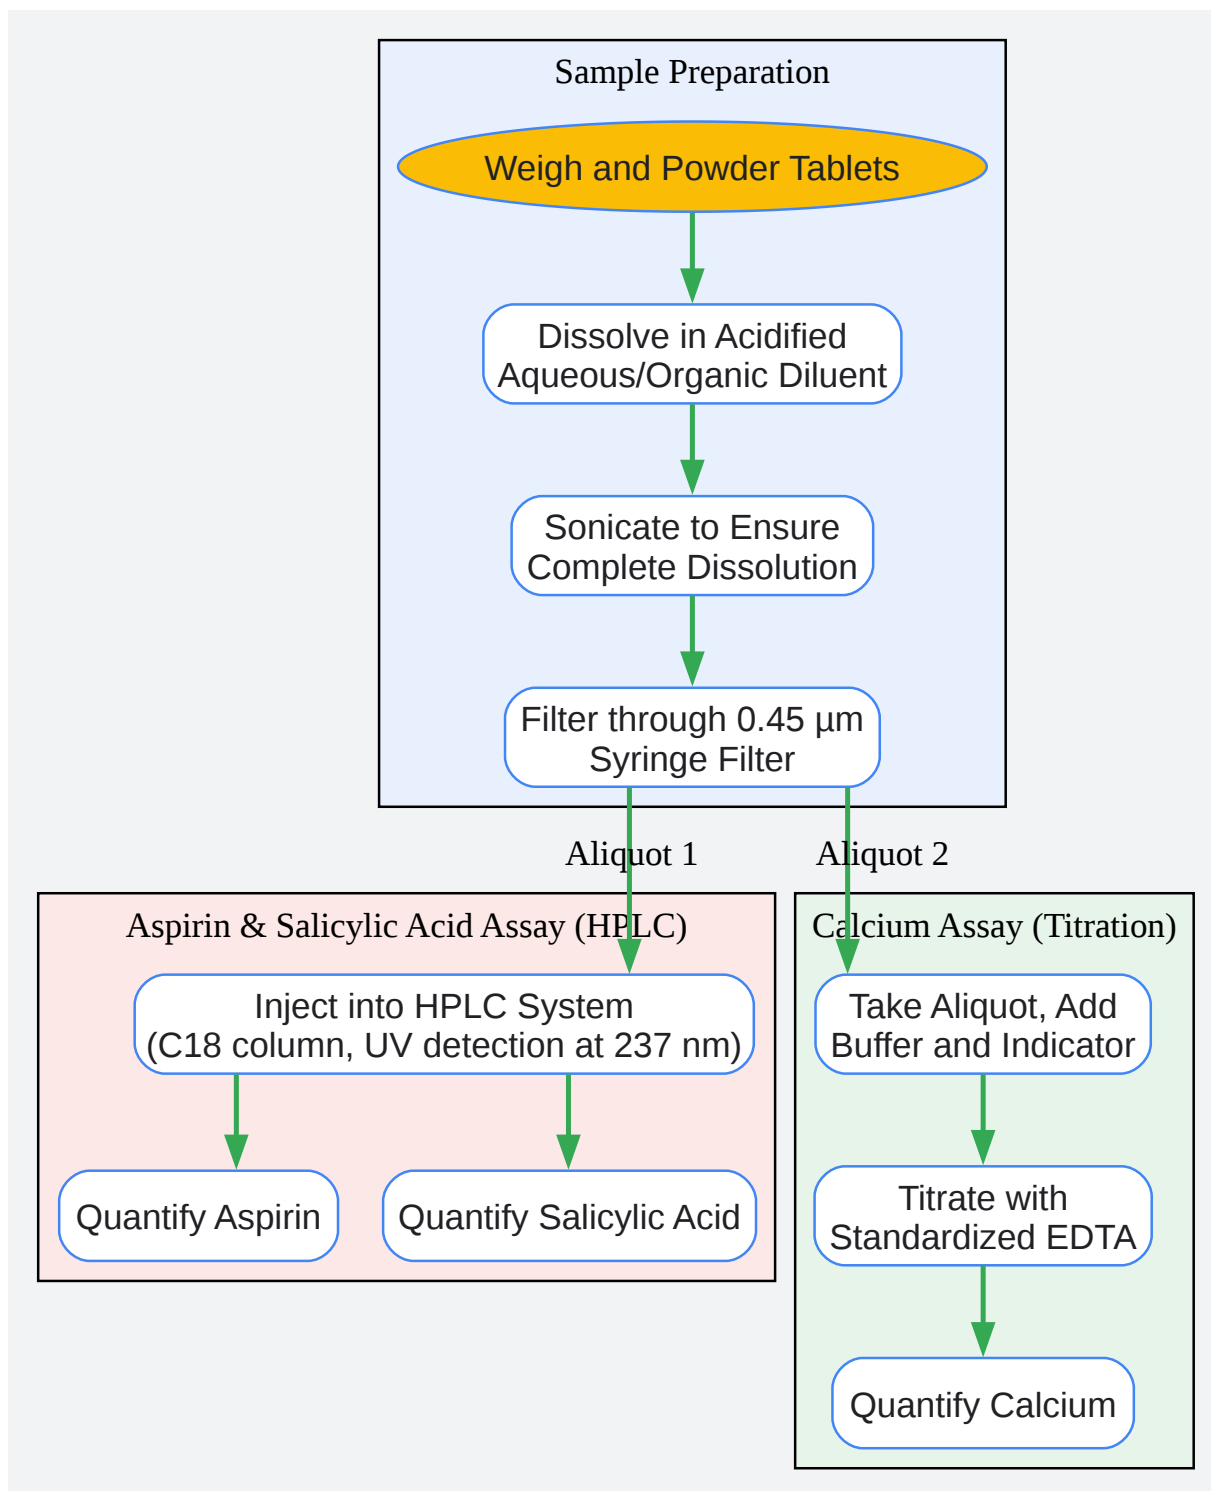 Sample Preparation
Weigh and Powder Tablets
Dissolve in Acidified
Aqueous/Organic Diluent
Sonicate to Ensure
Complete Dissolution
Filter through 0.45 µm
Syringe Filter
Aliquot 1
Aliquot 2
Aspirin & Salicylic Acid Assay (HPLC)
Inject into HPLC System
(C18 column, UV detection at 237 nm)
Quantify Aspirin
Quantify Salicylic Acid
Calcium Assay (Titration)
Take Aliquot, Add
Buffer and Indicator
Titrate with
Standardized EDTA
Quantify Calcium